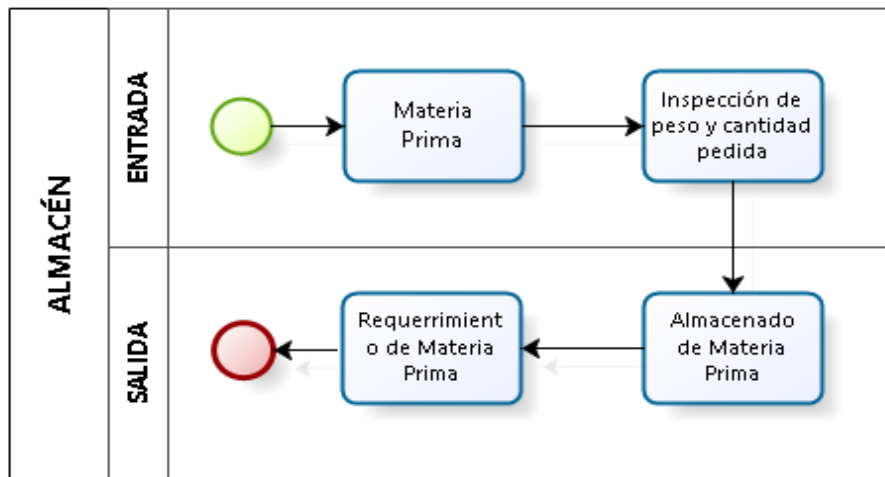 ALMACÉN
ENTRADA
Materia
Prima
Inspección de
peso y cantidad
pedida
SALIDA
Requerrimient
o de Materia
Prima
Almacenado
de Materia
Prima